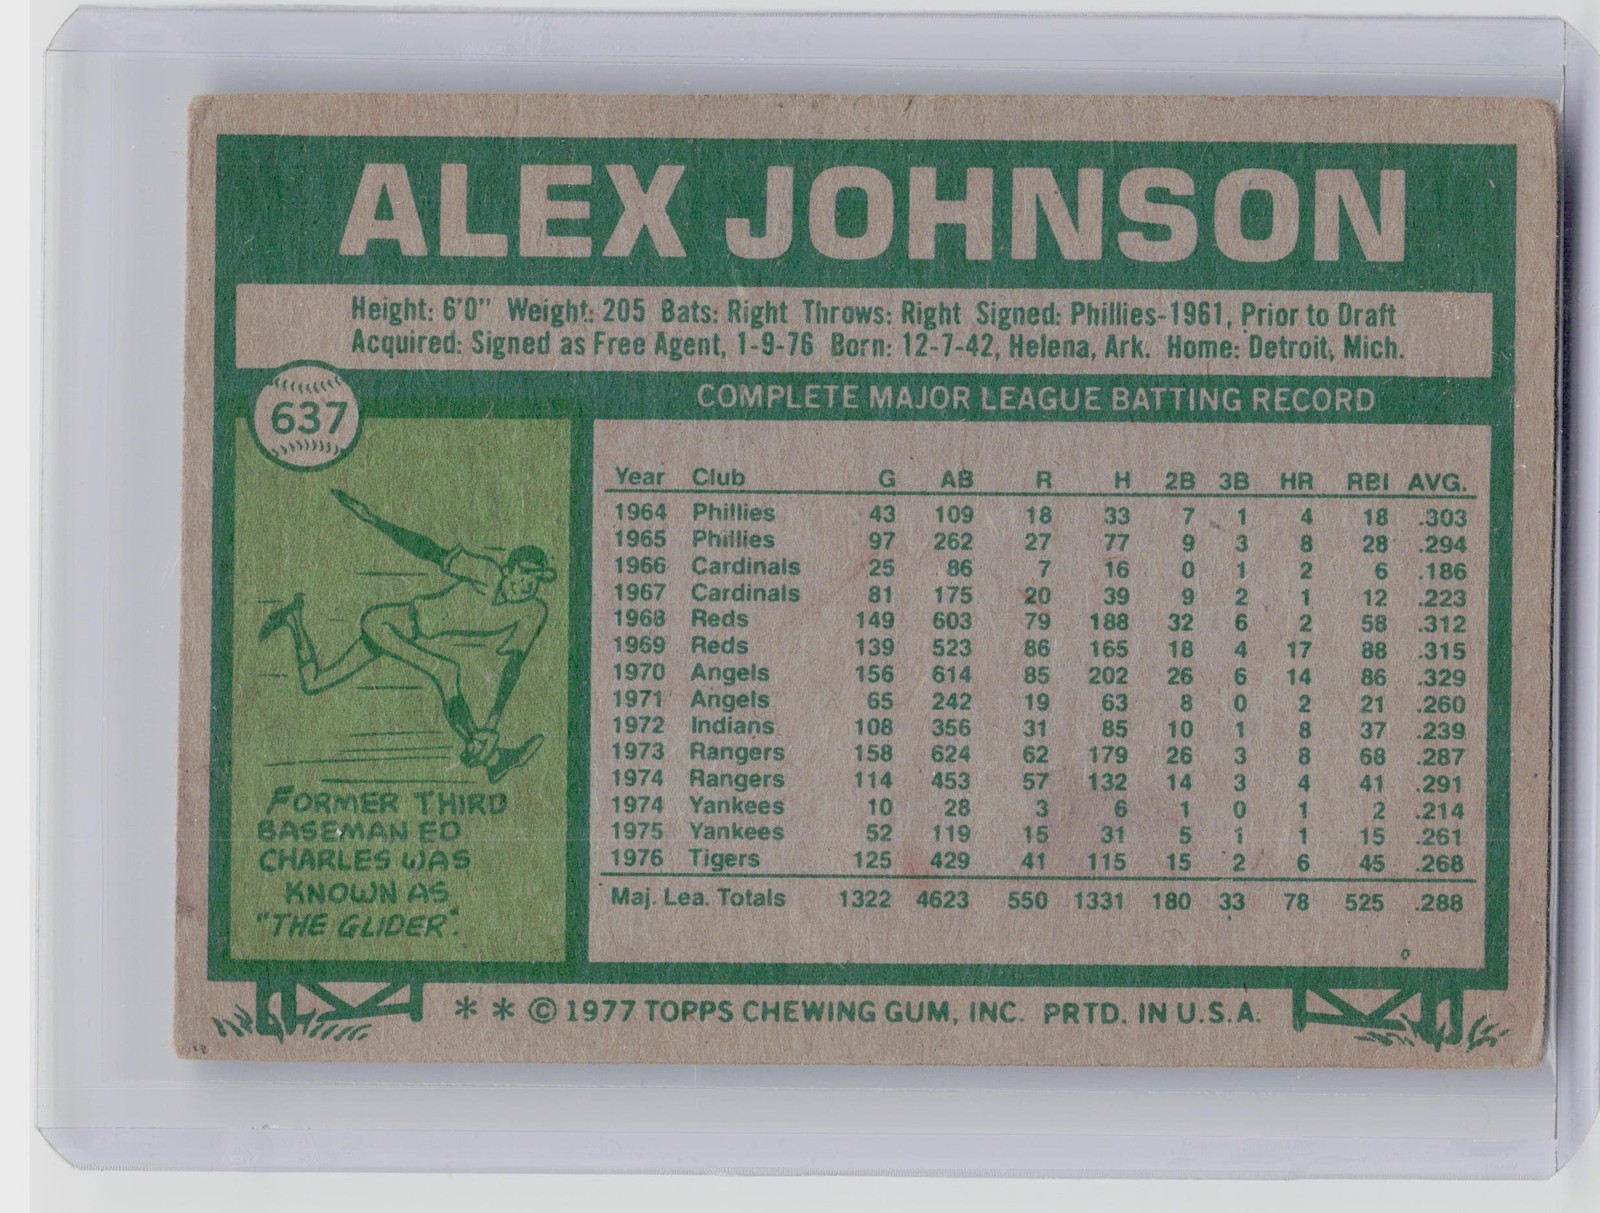 ALEX JOHNSON
Height: 6'0" Weight: 205 Bats: Right Throws: Right Signed: Phillies-1961, Prior to Draft
Acquired: Signed as Free Agent, 1-9-76 Born: 12-7-42, Helena, Ark. Home: Detroit, Mich.
637
FORMER THIRD
BASEMAN ED
CHARLES WAS
KNOWN AS
"THE GLIDER".
COMPLETE MAJOR LEAGUE BATTING RECORD
Year Club G AB R H 2B 3B HR RBI AVG.
1964 Phillies 43 109 18 33 7 1 4 18 .303
1965 Phillies 97 262 27 77 9 3 8 28 .294
1966 Cardinals 25 86 7 16 0 1 2 6 .186
1967 Cardinals 81 175 20 39 9 2 1 12 .223
1968 Reds 149 603 79 188 32 6 2 58 .312
1969 Reds 139 523 86 165 18 4 17 88 .315
1970 Angels 156 614 85 202 26 6 14 86 .329
1971 Angels 65 242 19 63 8 0 2 21 .260
1972 Indians 108 356 31 85 10 1 8 37 .239
1973 Rangers 158 624 62 179 26 3 8 68 .287
1974 Rangers 114 453 57 132 14 3 4 41 .291
1974 Yankees 10 28 3 6 1 0 1 2 .214
1975 Yankees 52 119 15 31 5 1 1 15 .261
1976 Tigers 125 429 41 115 15 2 6 45 .268
Maj. Lea. Totals 1322 4623 550 1331 180 33 78 525 .288
* * © 1977 TOPPS CHEWING GUM, INC. PRTD. IN U.S.A.